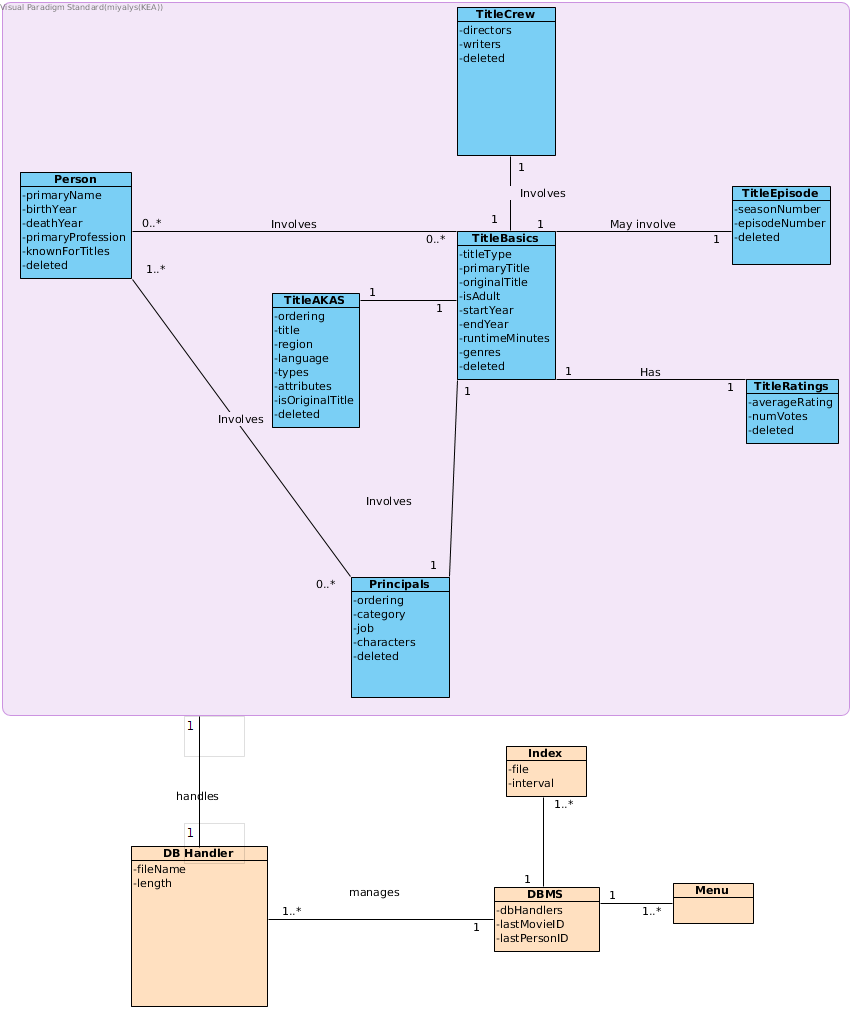 Visual Paradigm Standard(miyalys(KEA))
TitleCrew
-directors
-writers
-deleted
1
Involves
1
Person
-primaryName
-birthYear
-deathYear
-primaryProfession
-knownForTitles
-deleted
0..*
Involves
0..*
1..*
TitleBasics
-titleType
-primaryTitle
-originalTitle
-isAdult
-startYear
-endYear
-runtimeMinutes
-genres
-deleted
1
May involve
1
TitleEpisode
-seasonNumber
-episodeNumber
-deleted
TitleAKAS
-ordering
-title
-region
-language
-types
-attributes
-isOriginalTitle
-deleted
1
1
1
Has
1
TitleRatings
-averageRating
-numVotes
-deleted
1
Involves
Involves
1
0..*
Principals
-ordering
-category
-job
-characters
-deleted
1
handles
1
DB Handler
-fileName
-length
1..*
manages
1
Index
-file
-interval
1..*
1
DBMS
-dbHandlers
-lastMovieID
-lastPersonID
1
1..*
Menu